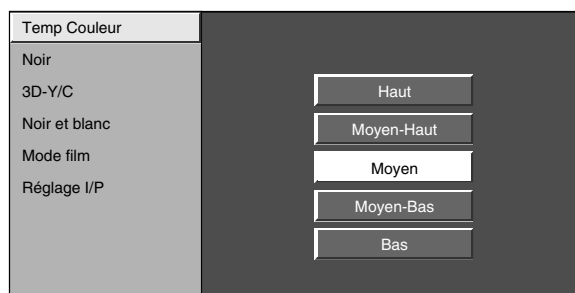 Temp Couleur
Noir
3D-Y/C
Noir et blanc
Mode film
Réglage I/P
Haut
Moyen-Haut
Moyen
Moyen-Bas
Bas